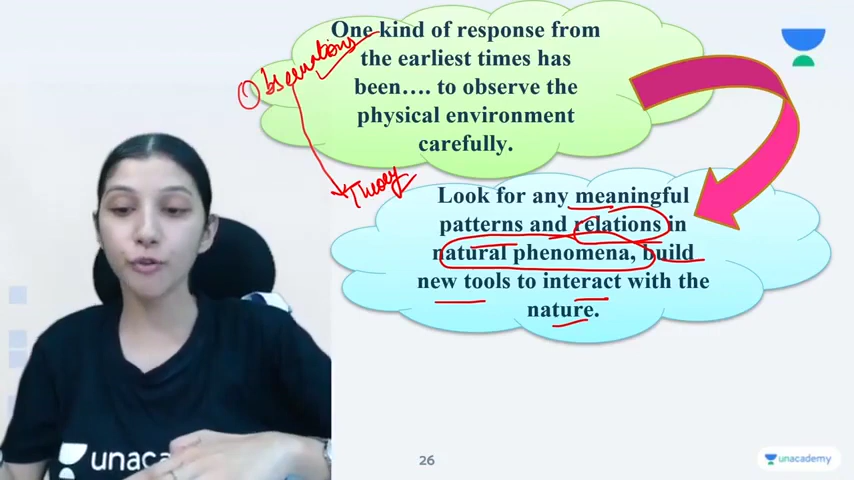 One kind of response from
the earliest times has
been.... to observe the
physical environment
carefully.
① Observations
Theory
Look for any meaningful
patterns and relations in
natural phenomena, build
new tools to interact with the
nature.
unaca
26
unacademy